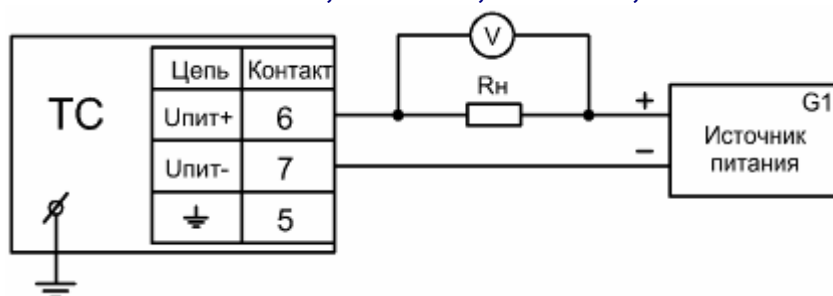 V
Цепь Контакт
Rн
ТС
Uпит+ 6
+
G1
Источник
питания
Uпит- 7
−
5